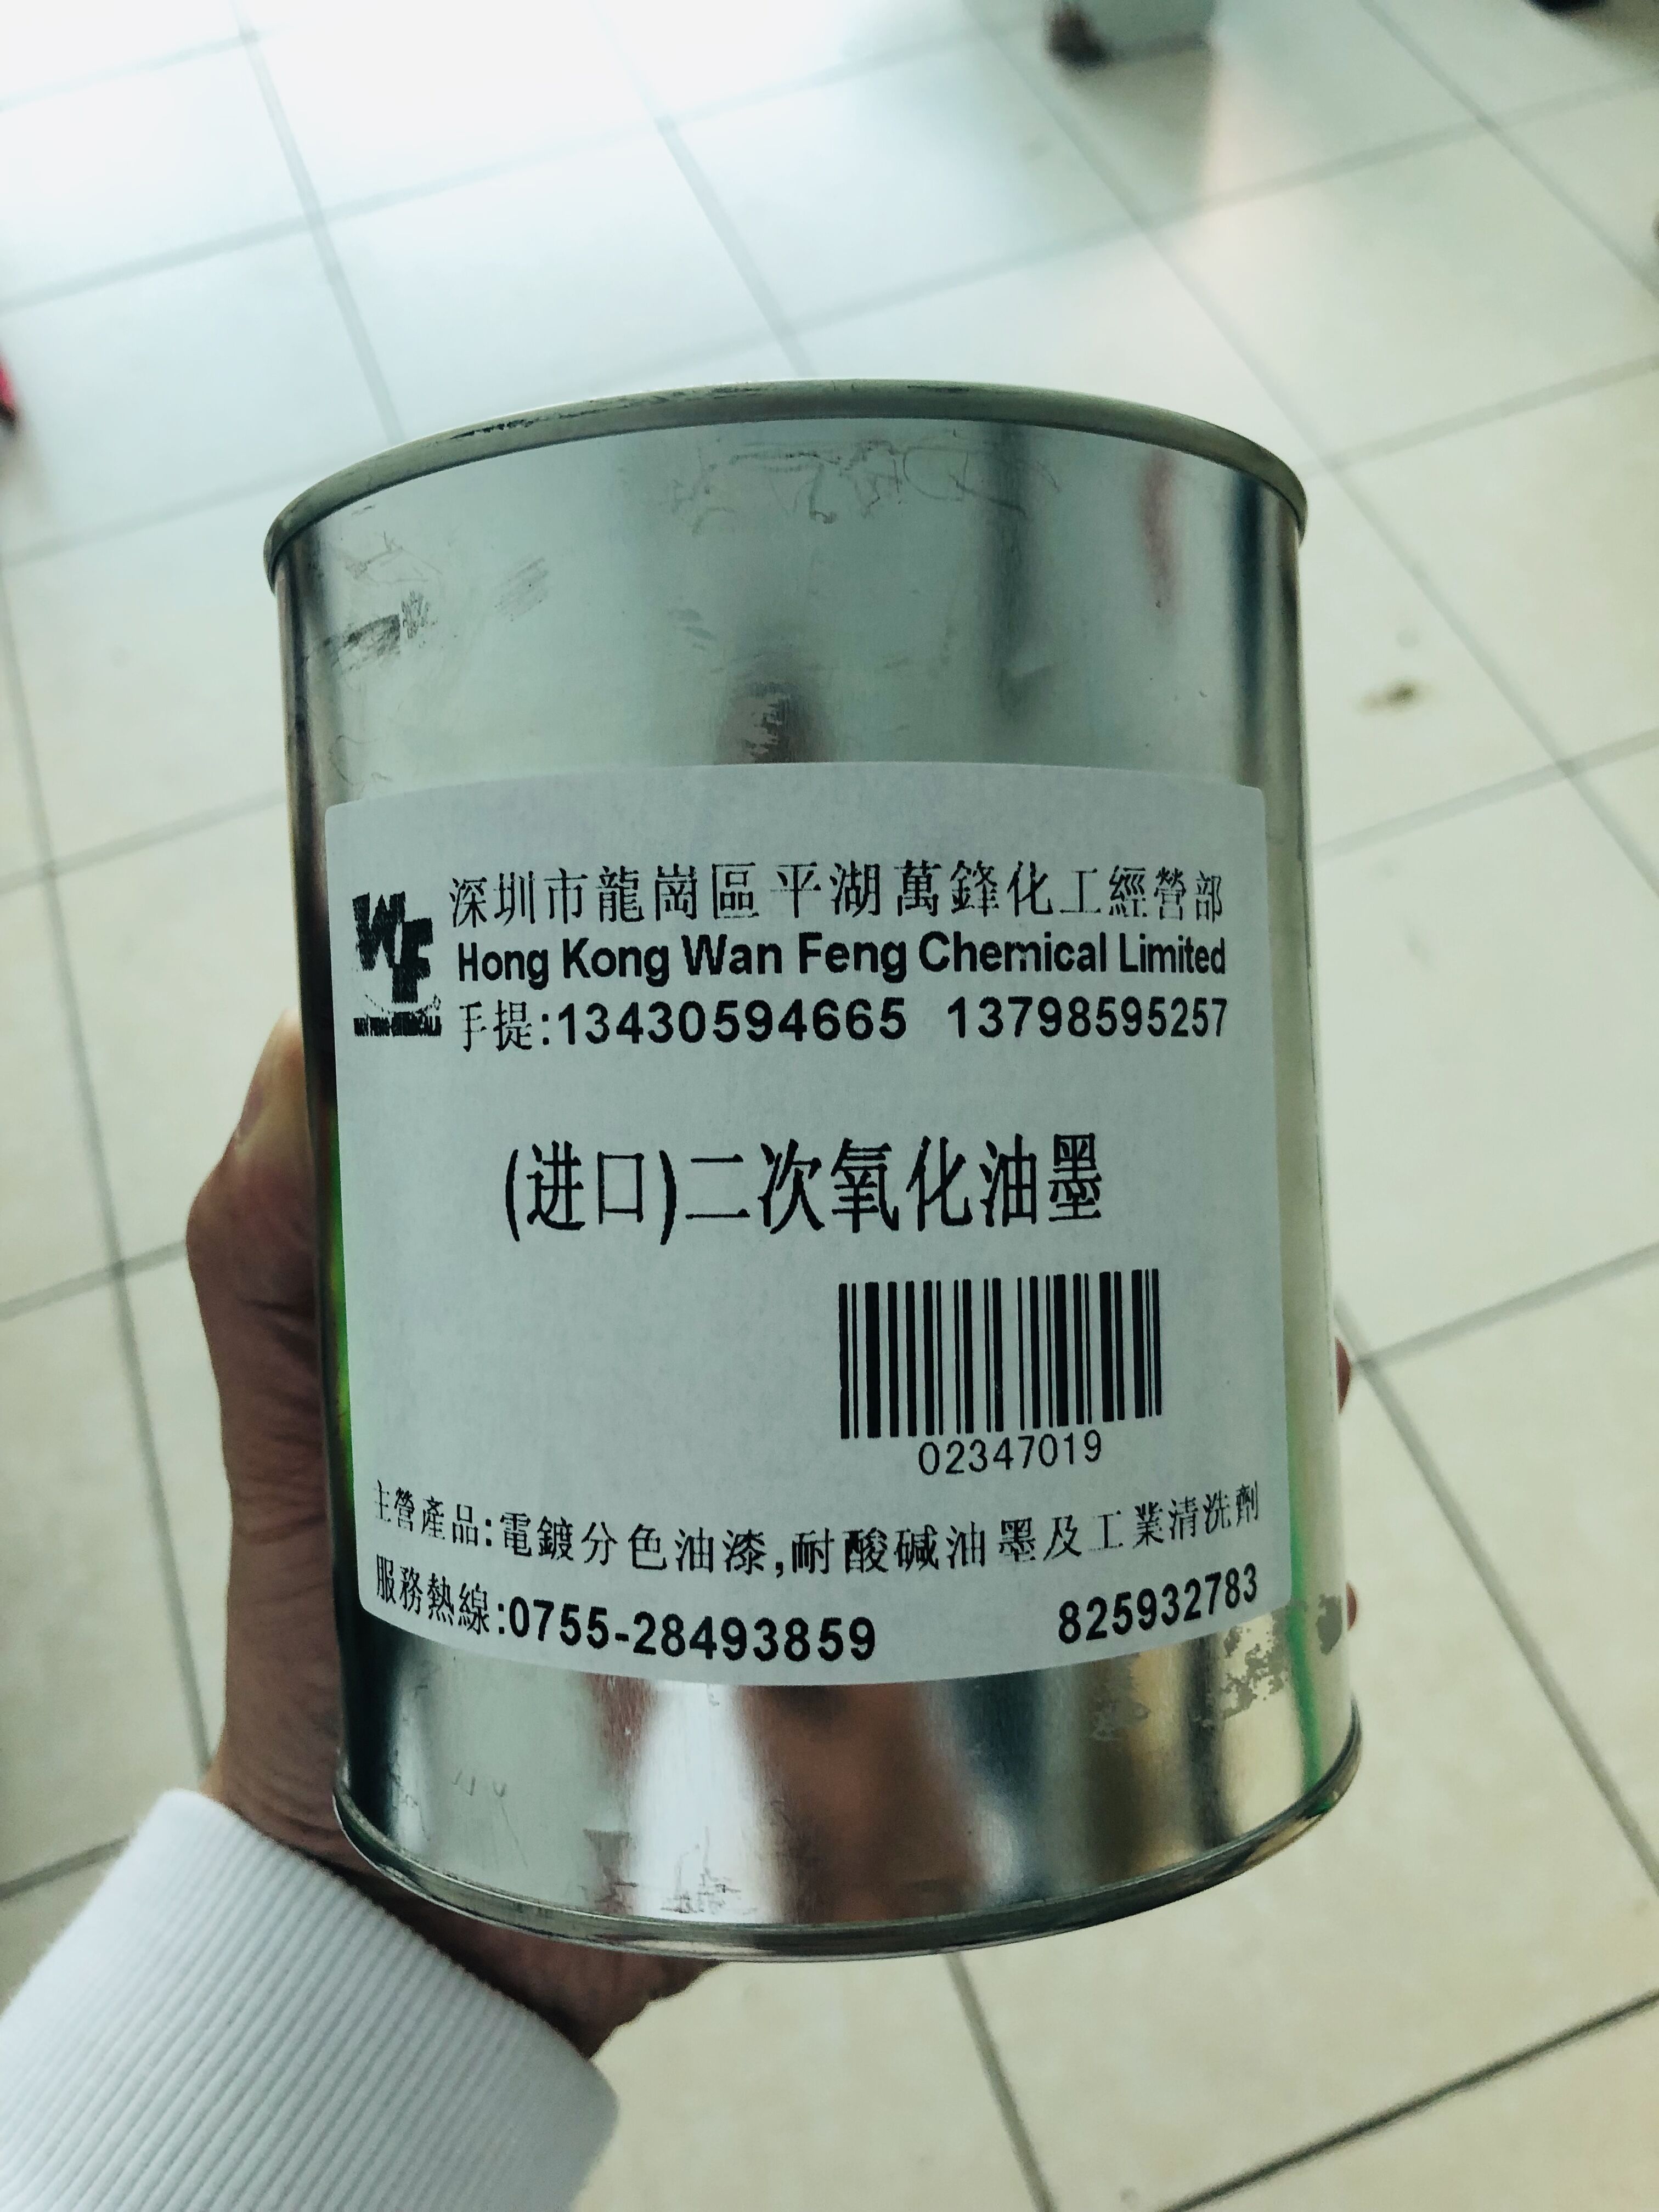 深圳市龍崗區平湖萬鋒化工經營部
WF
Hong Kong Wan Feng Chemical Limited
手提:13430594665 13798595257
(进口)二次氧化油墨
02347019
主營產品:電鍍分色油漆,耐酸碱油墨及工業清洗劑
服務熱線:0755-28493859 825932783